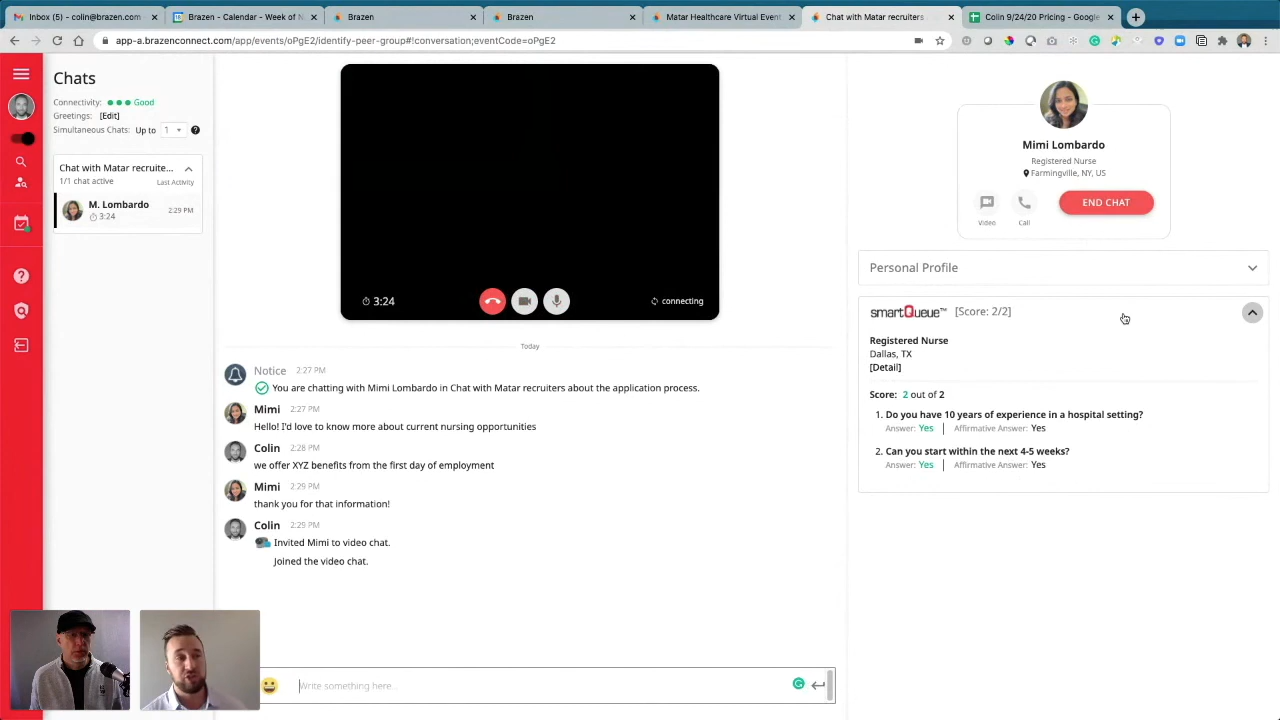 Inbox - colin@brazen.com
Brazen - Calendar - Week of N
Brazen
Brazen
Matar Healthcare Virtual Event
Chat with Matar recruiters
Colin 9/24/20 Pricing - Google
app-a.brazenconnect.com/app/events/oPgE2/identify-peer-group#!conversation;eventCode=oPgE2
Chats
Connectivity: Good
Greetings: [Edit]
Simultaneous Chats: Up to 1
Chat with Matar recruite...
1/1 chat active Last Activity
M. Lombardo
3:24
2:29 PM
3:24
connecting
Today
Notice 2:27 PM
You are chatting with Mimi Lombardo in Chat with Matar recruiters about the application process.
Mimi 2:27 PM
Hello! I'd love to know more about current nursing opportunities
Colin 2:28 PM
we offer XYZ benefits from the first day of employment
Mimi 2:29 PM
thank you for that information!
Colin 2:29 PM
Invited Mimi to video chat.
Joined the video chat.
Write something here...
Mimi Lombardo
Registered Nurse
Farmingville, NY, US
Video
Call
END CHAT
Personal Profile
smartQueue™ [Score: 2/2]
Registered Nurse
Dallas, TX
[Detail]
Score: 2 out of 2
1. Do you have 10 years of experience in a hospital setting?
Answer: Yes | Affirmative Answer: Yes
2. Can you start within the next 4-5 weeks?
Answer: Yes | Affirmative Answer: Yes